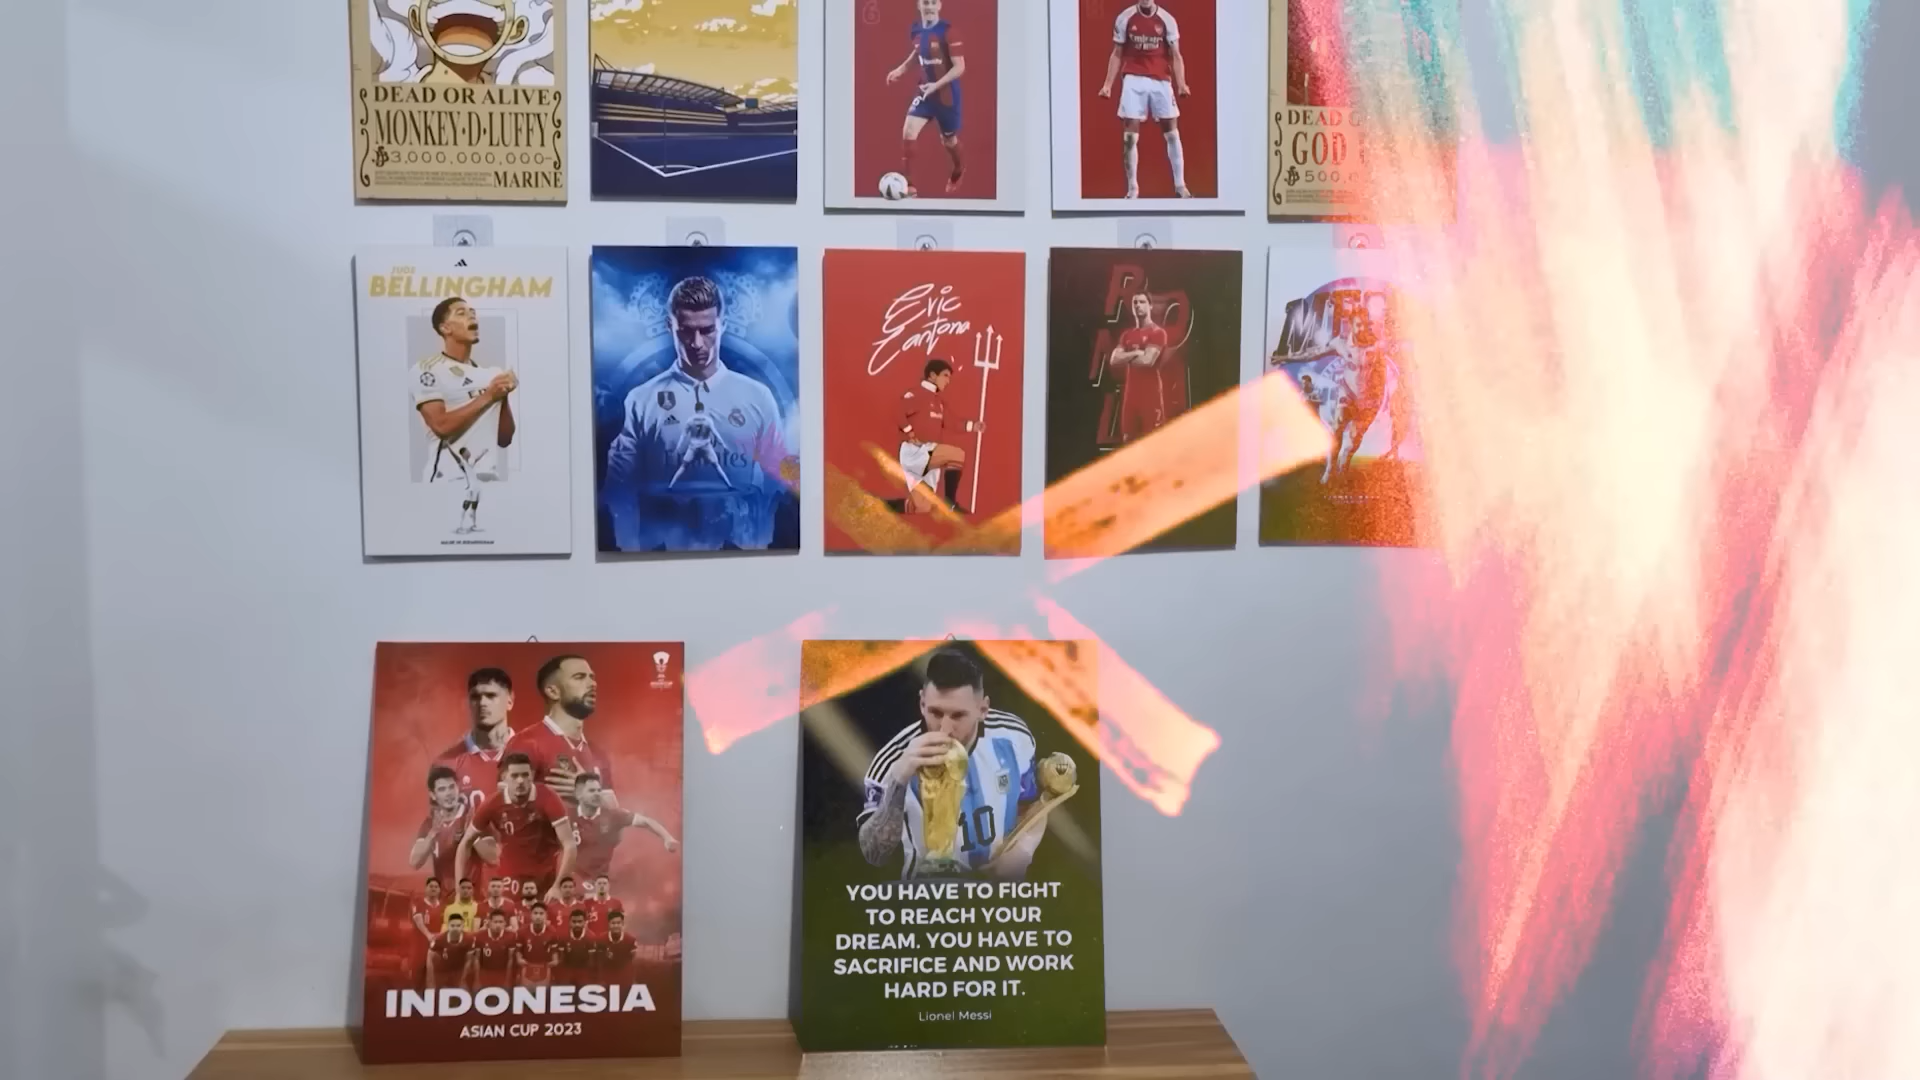 DEAD OR ALIVE
MONKEY·D·LUFFY
3,000,000,000-
MARINE
DEAD
GOD
500,0
JUDE
BELLINGHAM
Eric
Cantona
INDONESIA
ASIAN CUP 2023
10
YOU HAVE TO FIGHT
TO REACH YOUR
DREAM. YOU HAVE TO
SACRIFICE AND WORK
HARD FOR IT.
Lionel Messi